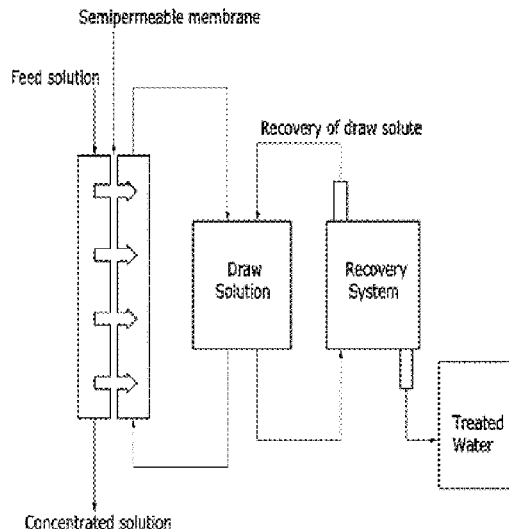 Semipermeable membrane
Feed solution
Recovery of draw solute
Draw
Solution
Recovery
System
Treated
Water
Concentrated solution